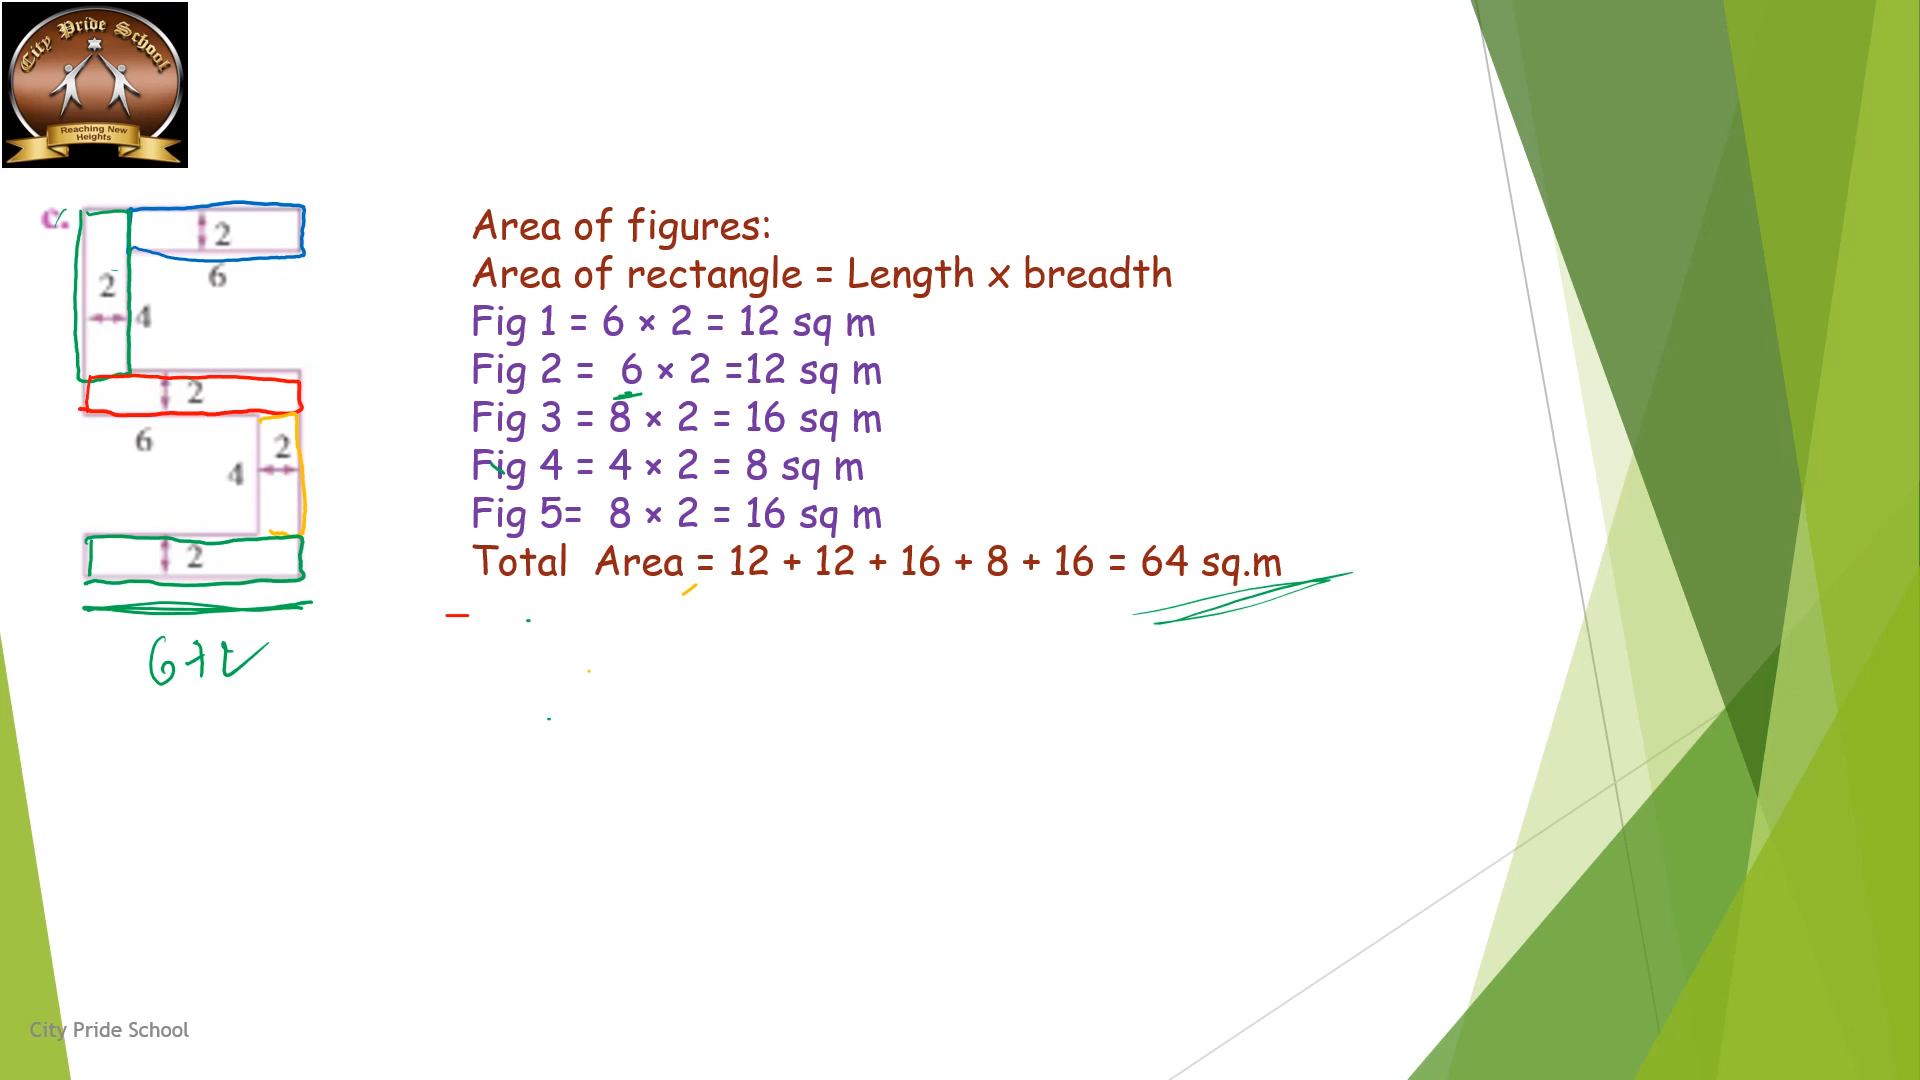 City Pride School
Reaching New
Heights
c.
2
6
2
4
2
6
2
4
2
6+2
Area of figures:
Area of rectangle = Length x breadth
Fig 1 = 6 × 2 = 12 sq m
Fig 2 = 6 × 2 =12 sq m
Fig 3 = 8 × 2 = 16 sq m
Fig 4 = 4 × 2 = 8 sq m
Fig 5= 8 × 2 = 16 sq m
Total Area = 12 + 12 + 16 + 8 + 16 = 64 sq.m
City Pride School